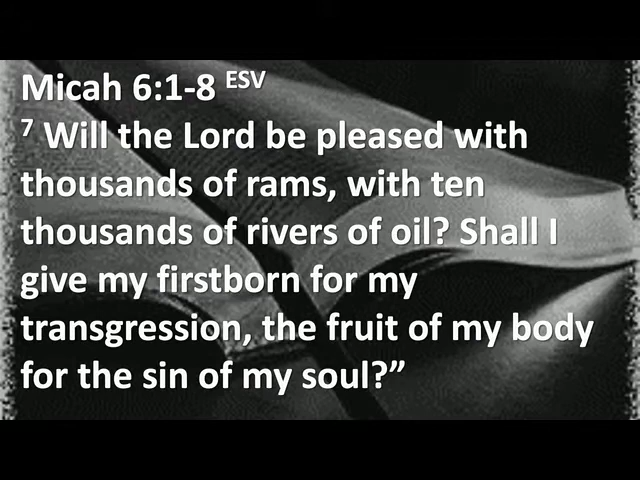 Micah 6:1-8 ESV
7 Will the Lord be pleased with
thousands of rams, with ten
thousands of rivers of oil? Shall I
give my firstborn for my
transgression, the fruit of my body
for the sin of my soul?”